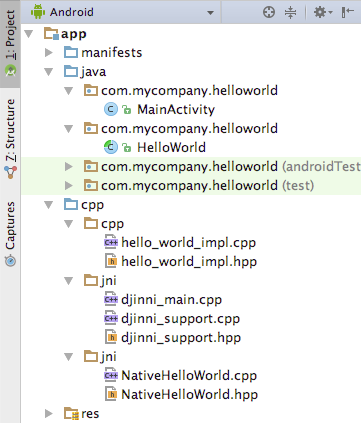 Android
1: Project
Z: Structure
Captures
app
manifests
java
com.mycompany.helloworld
C MainActivity
com.mycompany.helloworld
C HelloWorld
com.mycompany.helloworld (androidTest
com.mycompany.helloworld (test)
cpp
cpp
C++ hello_world_impl.cpp
h hello_world_impl.hpp
jni
C++ djinni_main.cpp
C++ djinni_support.cpp
h djinni_support.hpp
jni
C++ NativeHelloWorld.cpp
h NativeHelloWorld.hpp
res